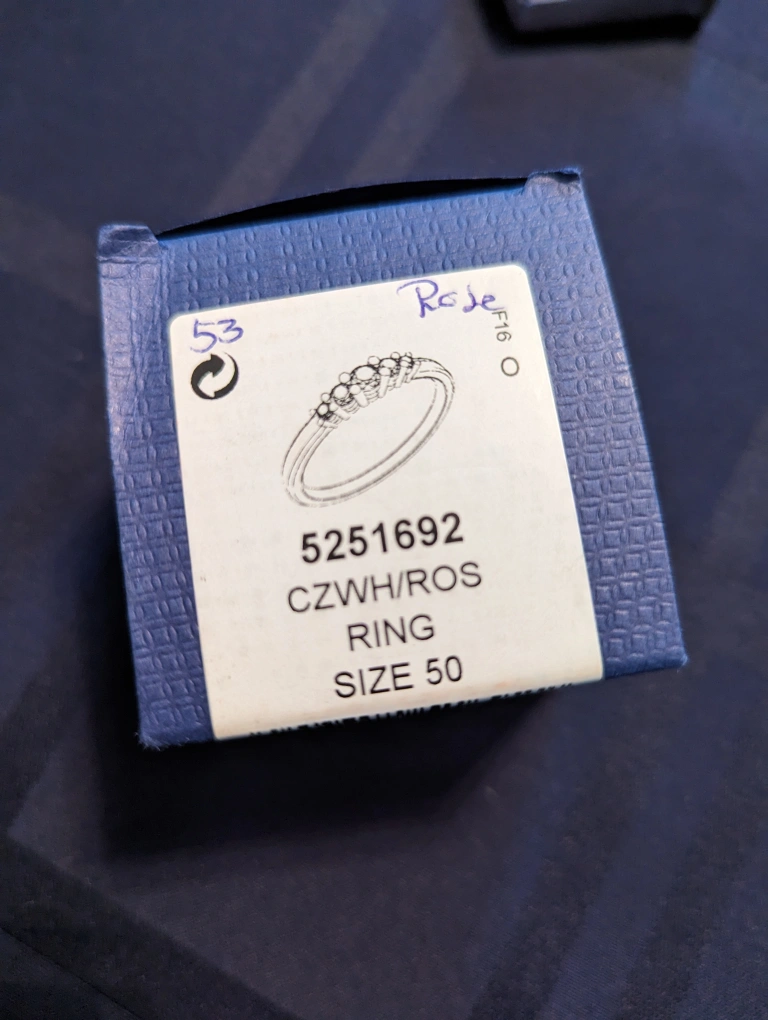 53 Rose
F16 O
5251692
CZWH/ROS
RING
SIZE 50